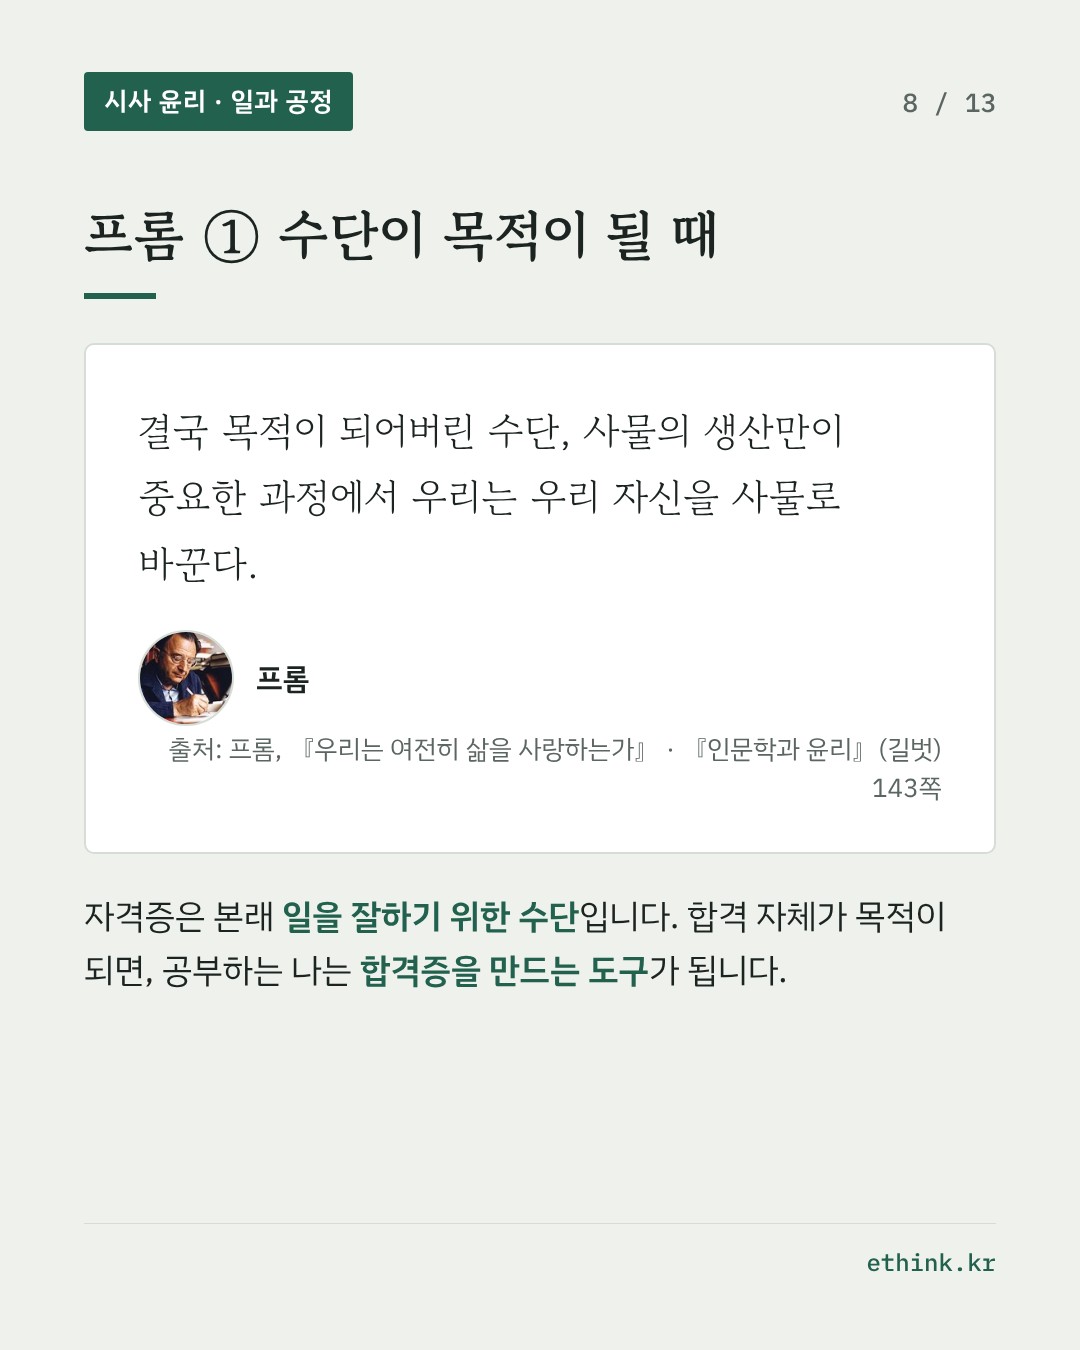 시사 윤리 · 일과 공정
8 / 13
프롬 ① 수단이 목적이 될 때
결국 목적이 되어버린 수단, 사물의 생산만이
중요한 과정에서 우리는 우리 자신을 사물로
바꾼다.
프롬
출처: 프롬, 『우리는 여전히 삶을 사랑하는가』 · 『인문학과 윤리』(길벗)
143쪽
자격증은 본래 일을 잘하기 위한 수단입니다. 합격 자체가 목적이
되면, 공부하는 나는 합격증을 만드는 도구가 됩니다.
ethink.kr